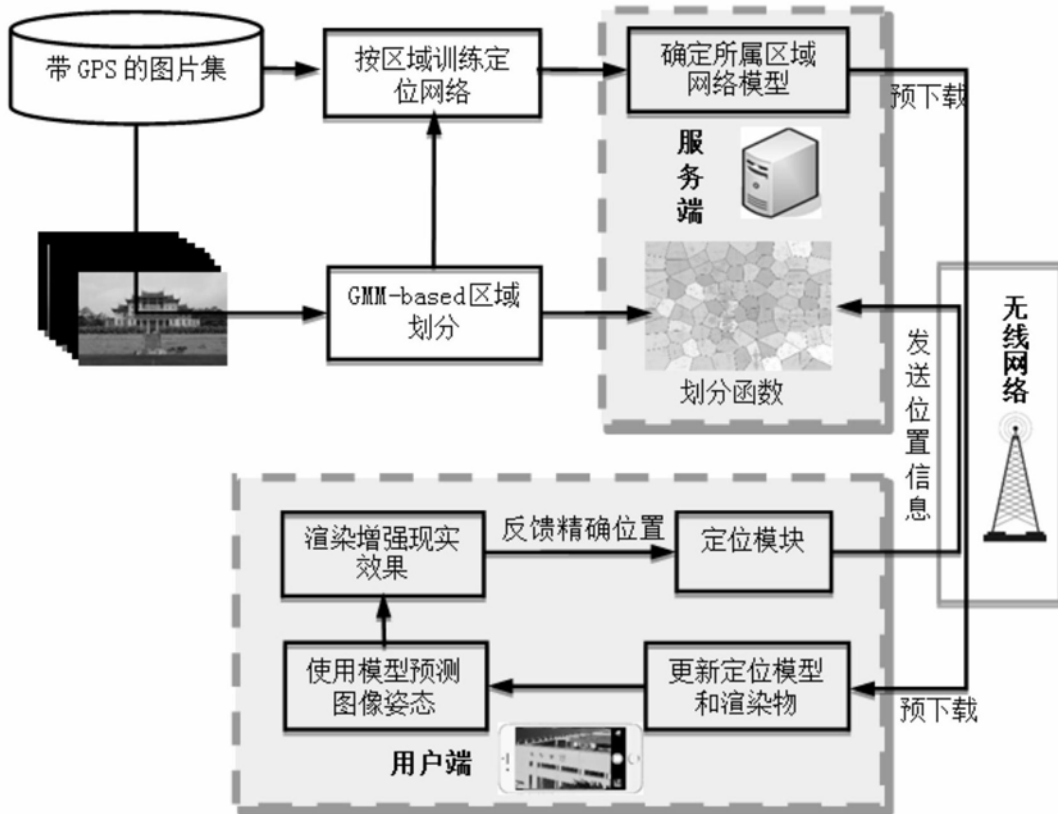 带GPS的图片集
按区域训练定
位网络
确定所属区域
网络模型
预下载
服
务
端
GMM-based区域
划分
划分函数
发
送
位
置
信
息
无
线
网
络
渲染增强现实
效果
反馈精确位置
定位模块
使用模型预测
图像姿态
更新定位模型
和渲染物
预下载
用户端